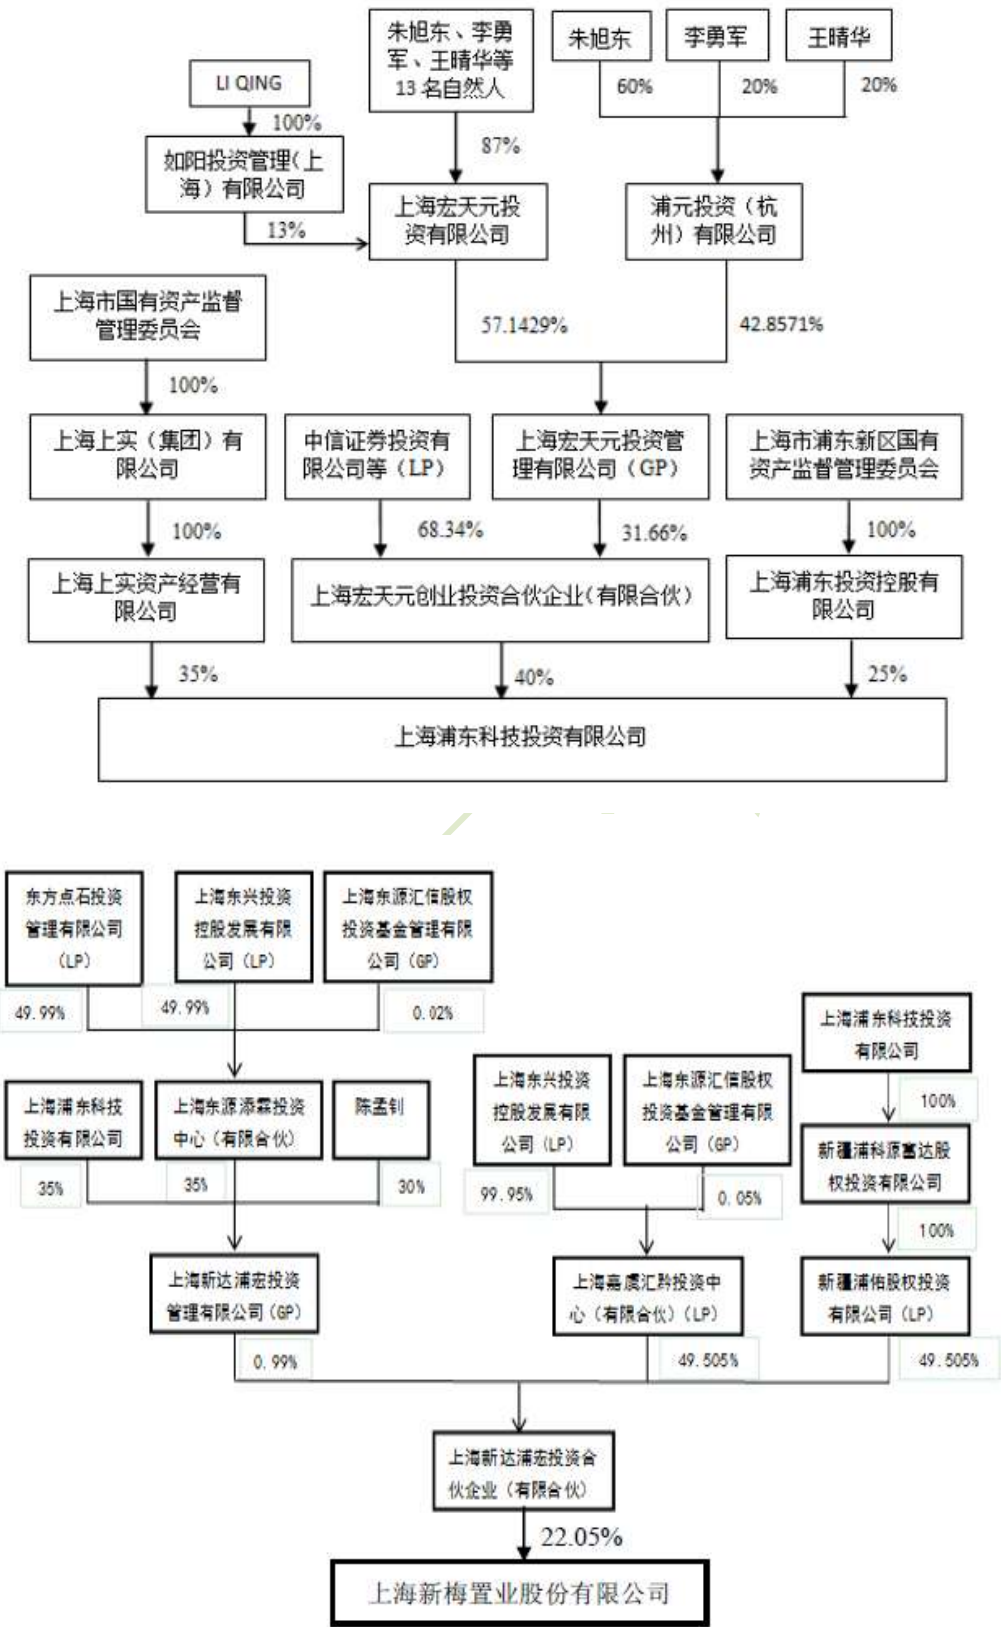 朱旭东、李勇
军、王晴华等
13 名自然人
朱旭东
李勇军
王晴华
LI QING
60%
20%
20%
100%
87%
如阳投资管理（上
海）有限公司
上海宏天元投
资有限公司
浦元投资（杭
州）有限公司
13%
上海市国有资产监督
管理委员会
57.1429%
42.8571%
100%
上海上实（集团）有
限公司
中信证券投资有
限公司等（LP）
上海宏天元投资管
理有限公司（GP）
上海市浦东新区国有
资产监督管理委员会
100%
68.34%
31.66%
100%
上海上实资产经营有
限公司
上海宏天元创业投资合伙企业（有限合伙）
上海浦东投资控股有
限公司
35%
40%
25%
上海浦东科技投资有限公司
东方点石投资
管理有限公司
（LP）
上海东兴投资
控股发展有限
公司（LP）
上海东源汇信股权
投资基金管理有限
公司（GP）
49.99%
49.99%
0.02%
上海浦东科技投资
有限公司
上海浦东科技
投资有限公司
上海东源添霖投资
中心（有限合伙）
陈孟钊
上海东兴投资
控股发展有限
公司（LP）
上海东源汇信股权
投资基金管理有限
公司（GP）
100%
新疆浦科源富达股
权投资有限公司
35%
35%
30%
99.95%
0.05%
100%
上海新达浦宏投资
管理有限公司（GP）
上海嘉虞汇黔投资中
心（有限合伙）（LP）
新疆浦佑股权投资
有限公司（LP）
0.99%
49.505%
49.505%
上海新达浦宏投资合
伙企业（有限合伙）
22.05%
上海新梅置业股份有限公司